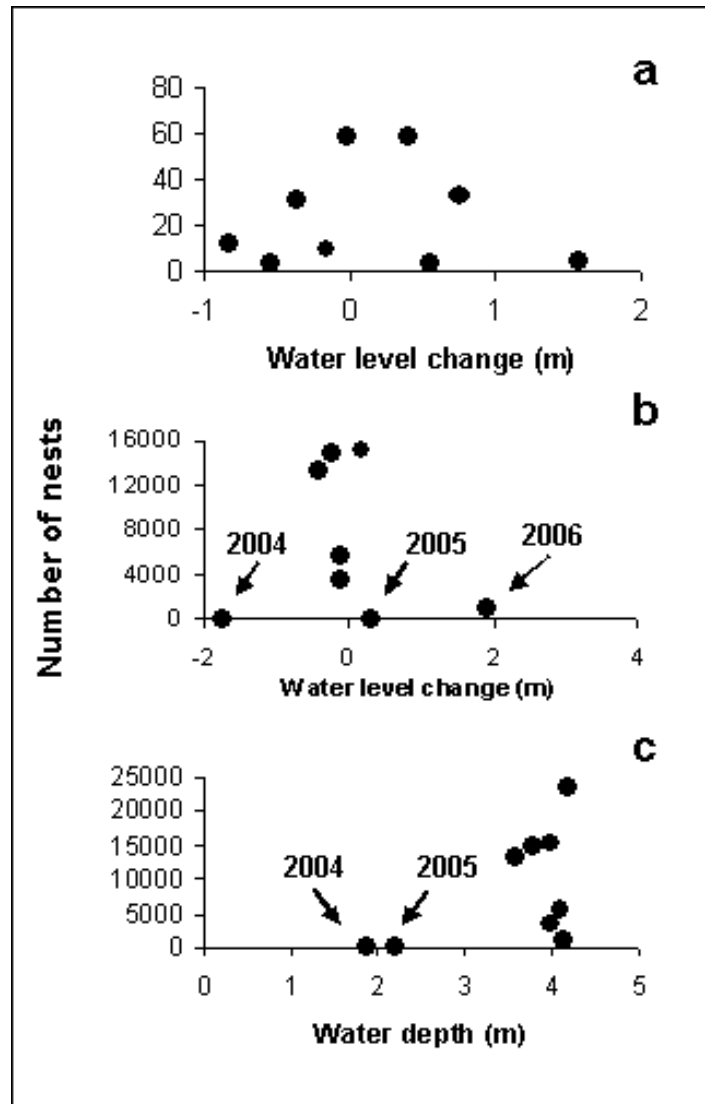 a
80
60
40
20
0
-1 0 1 2
Water level change (m)
Number of nests
b
16000
12000
8000
4000
0
2004
2005
2006
-2 0 2 4
Water level change (m)
c
25000
20000
15000
10000
5000
0
2004
2005
0 1 2 3 4 5
Water depth (m)